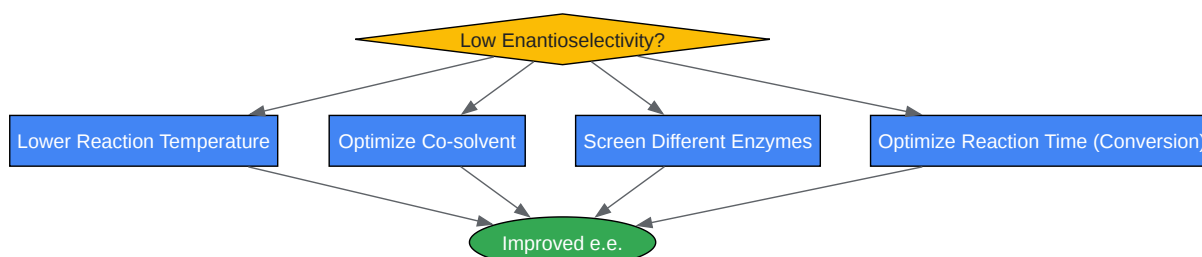 Low Enantioselectivity?
Lower Reaction Temperature
Optimize Co-solvent
Screen Different Enzymes
Optimize Reaction Time (Conversion)
Improved e.e.